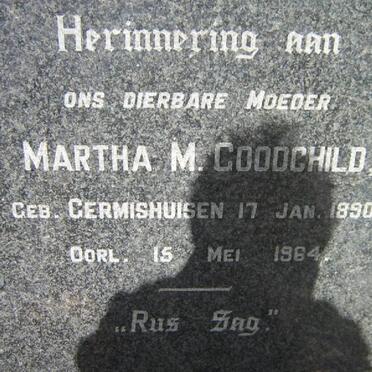 Herinnering aan
ONS DIERBARE MOEDER
MARTHA M. GOODCHILD,
GEB. GERMISHUISEN 17 JAN. 1890
OORL. 15 MEI 1964.
„Rus Sag."